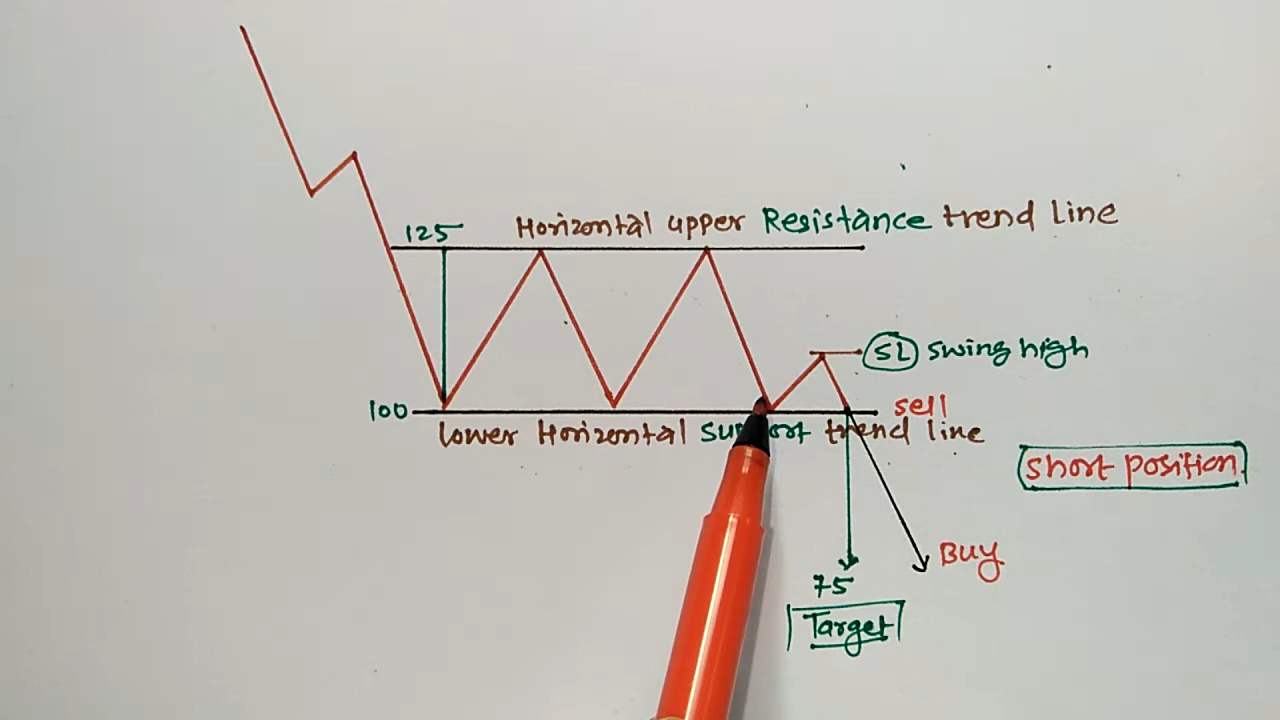 125
Horizontal upper Resistance trend line
SL swing high
100
sell
lower Horizontal support trend line
short position
Buy
75
Target